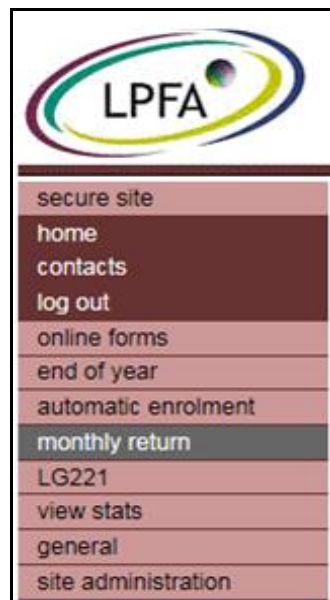 LPFA
secure site
home
contacts
log out
online forms
end of year
automatic enrolment
monthly return
LG221
view stats
general
site administration